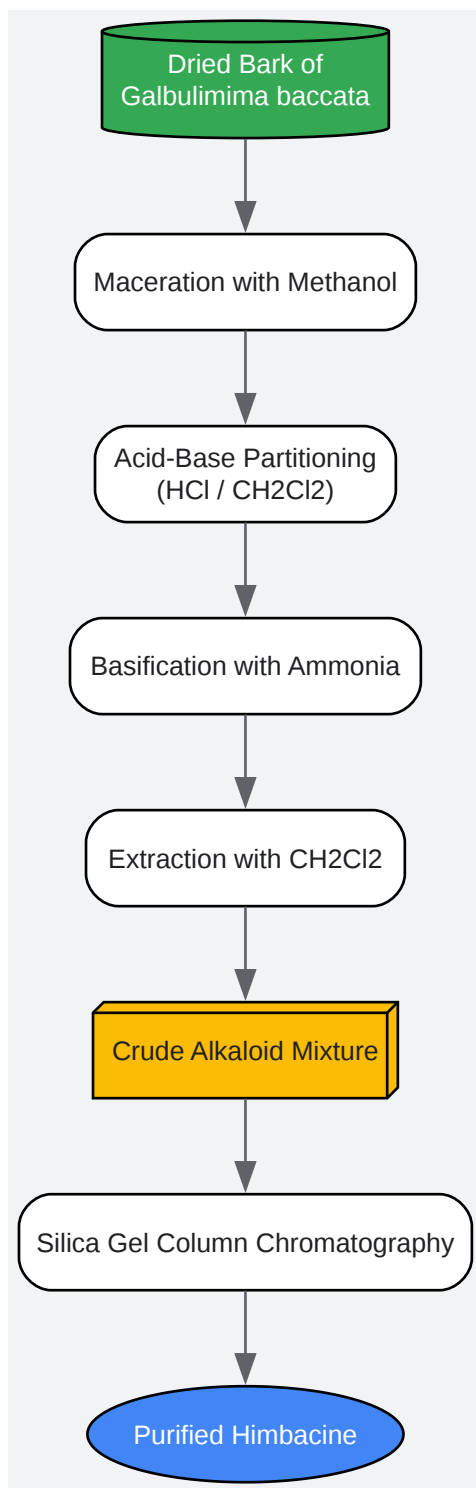 Dried Bark of
Galbulimima baccata
Maceration with Methanol
Acid-Base Partitioning
(HCl / CH2Cl2)
Basification with Ammonia
Extraction with CH2Cl2
Crude Alkaloid Mixture
Silica Gel Column Chromatography
Purified Himbacine